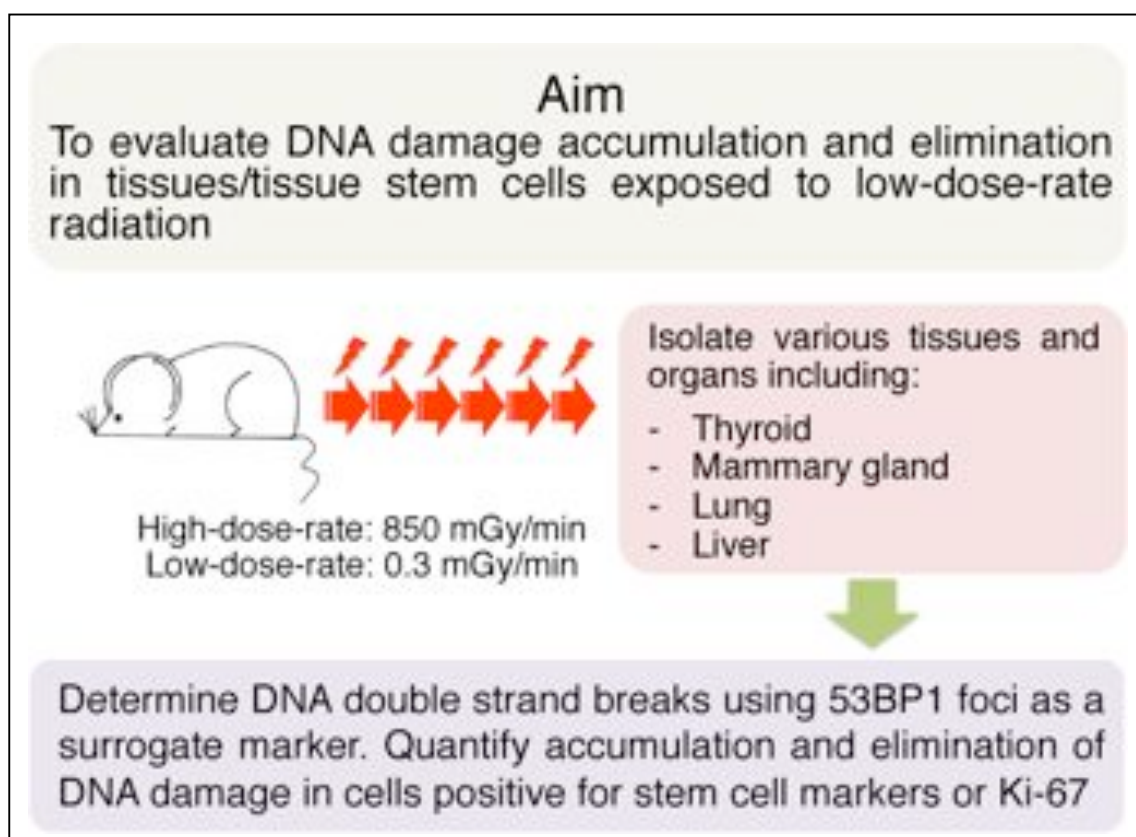 Aim
To evaluate DNA damage accumulation and elimination
in tissues/tissue stem cells exposed to low-dose-rate
radiation
High-dose-rate: 850 mGy/min
Low-dose-rate: 0.3 mGy/min
Isolate various tissues and
organs including:
- Thyroid
- Mammary gland
- Lung
- Liver
Determine DNA double strand breaks using 53BP1 foci as a
surrogate marker. Quantify accumulation and elimination of
DNA damage in cells positive for stem cell markers or Ki-67